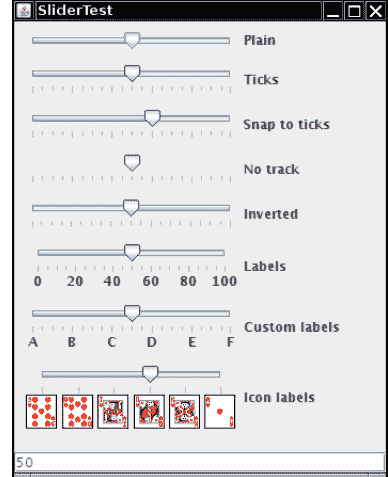 SliderTest
Plain
Ticks
Snap to ticks
No track
Inverted
Labels
0 20 40 60 80 100
Custom labels
A B C D E F
Icon labels
50